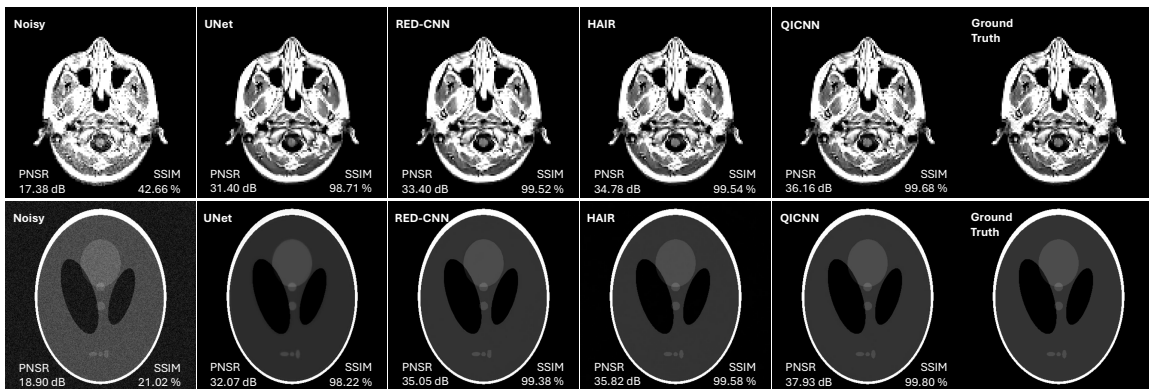 Noisy
PNSR SSIM
17.38 dB 42.66 %
UNet
PNSR SSIM
31.40 dB 98.71 %
RED-CNN
PNSR SSIM
33.40 dB 99.52 %
HAIR
PNSR SSIM
34.78 dB 99.54 %
QICNN
PNSR SSIM
36.16 dB 99.68 %
Ground
Truth
Noisy
PNSR SSIM
18.90 dB 21.02 %
UNet
PNSR SSIM
32.07 dB 98.22 %
RED-CNN
PNSR SSIM
35.05 dB 99.38 %
HAIR
PNSR SSIM
35.82 dB 99.58 %
QICNN
PNSR SSIM
37.93 dB 99.80 %
Ground
Truth